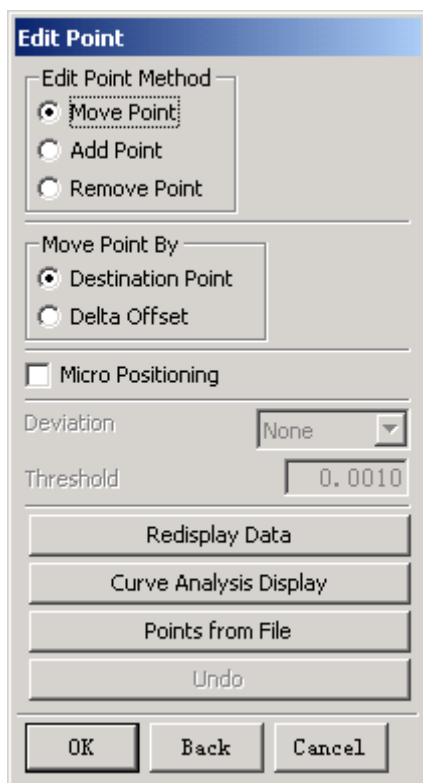 Edit Point
Edit Point Method
Move Point
Add Point
Remove Point
Move Point By
Destination Point
Delta Offset
Micro Positioning
Deviation None
Threshold 0.0010
Redisplay Data
Curve Analysis Display
Points from File
Undo
OK Back Cancel